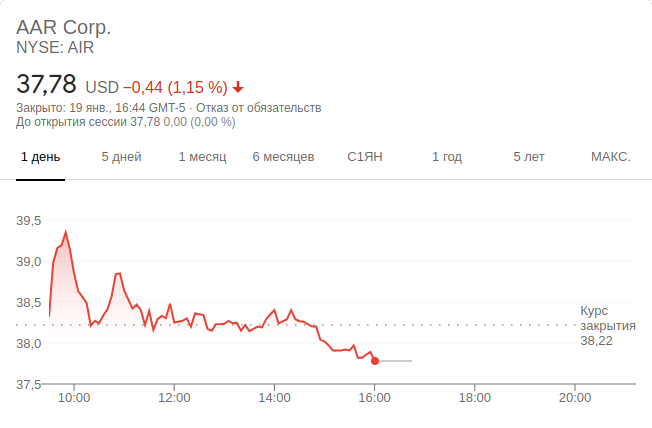 AAR Corp.
NYSE: AIR
37,78 USD −0,44 (1,15 %)
Закрыто: 19 янв., 16:44 GMT-5 · Отказ от обязательств
До открытия сессии 37,78 0,00 (0,00 %)
1 день 5 дней 1 месяц 6 месяцев С1ЯН 1 год 5 лет МАКС.
39,5
39,0
38,5
38,0
37,5
Курс
закрытия
38,22
10:00 12:00 14:00 16:00 18:00 20:00